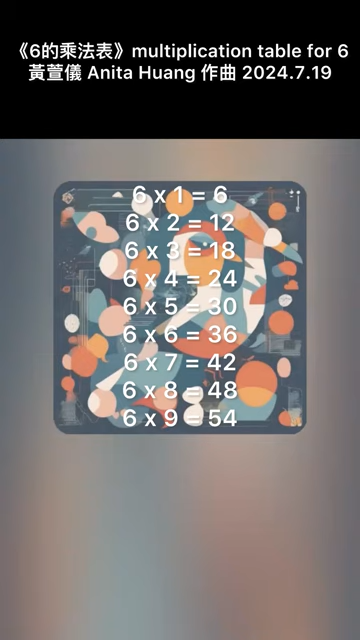 《6的乘法表》multiplication table for 6
黃萱儀 Anita Huang 作曲 2024.7.19
6 x 1 = 6
6 x 2 = 12
6 x 3 = 18
6 x 4 = 24
6 x 5 = 30
6 x 6 = 36
6 x 7 = 42
6 x 8 = 48
6 x 9 = 54